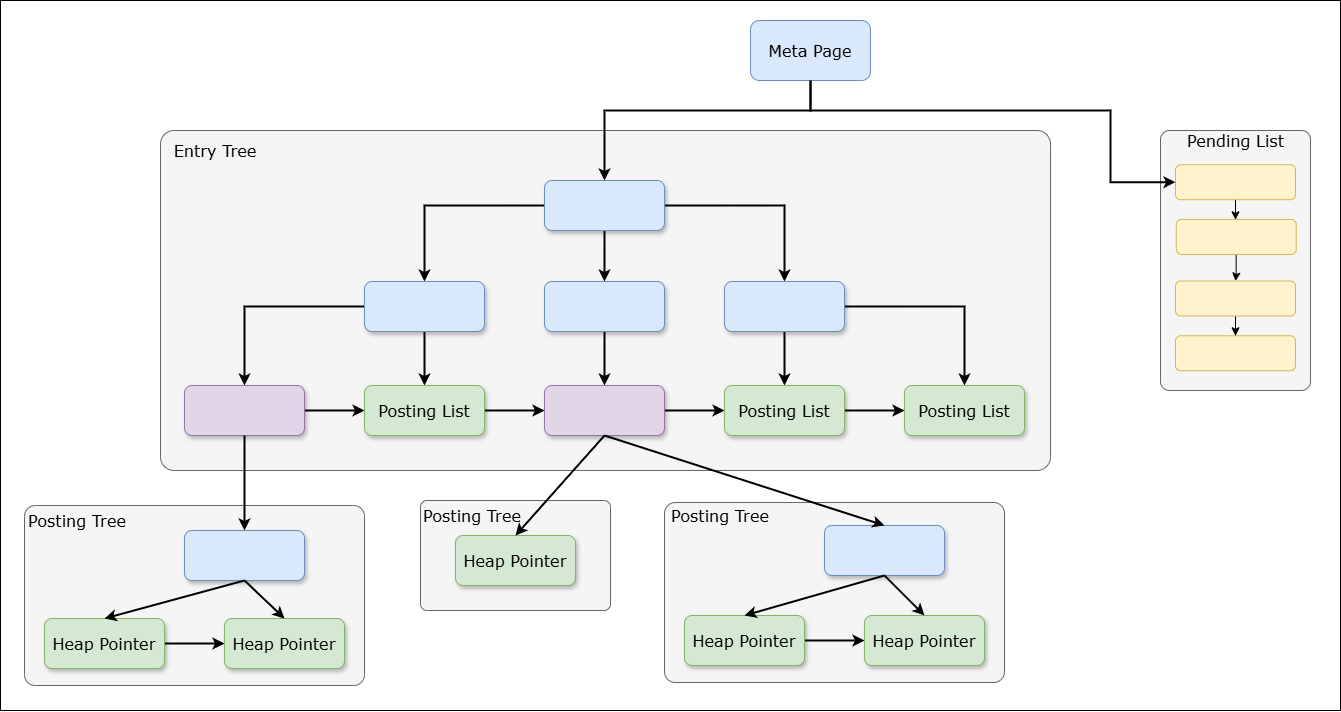 Meta Page
Entry Tree
Pending List
Posting List
Posting List
Posting List
Posting Tree
Posting Tree
Posting Tree
Heap Pointer
Heap Pointer
Heap Pointer
Heap Pointer
Heap Pointer